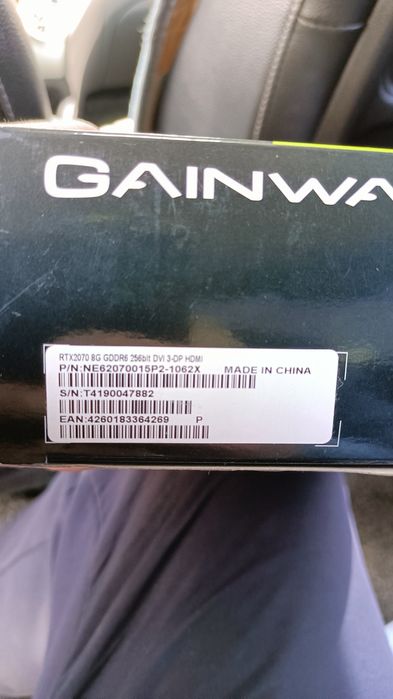 GAINWA
RTX2070 8G GDDR6 256bit DVI 3-DP HDMI
P/N:NE62070015P2-1062X MADE IN CHINA
S/N:T4190047882
EAN:4260183364269 P